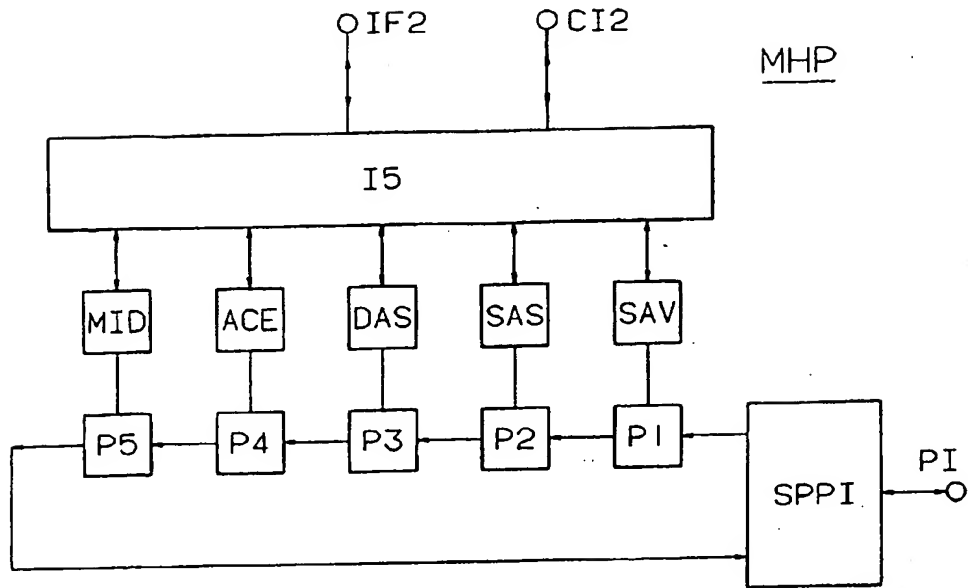 IF2 CI2
MHP
I5
MID ACE DAS SAS SAV
P5 P4 P3 P2 P1
SPPI
PI